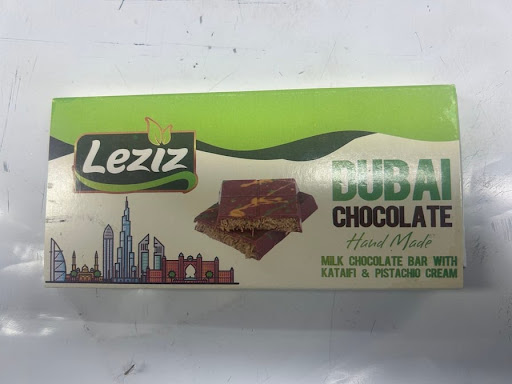 Leziz
DUBAI
CHOCOLATE
Hand Made
MILK CHOCOLATE BAR WITH
KATAIFI & PISTACHIO CREAM